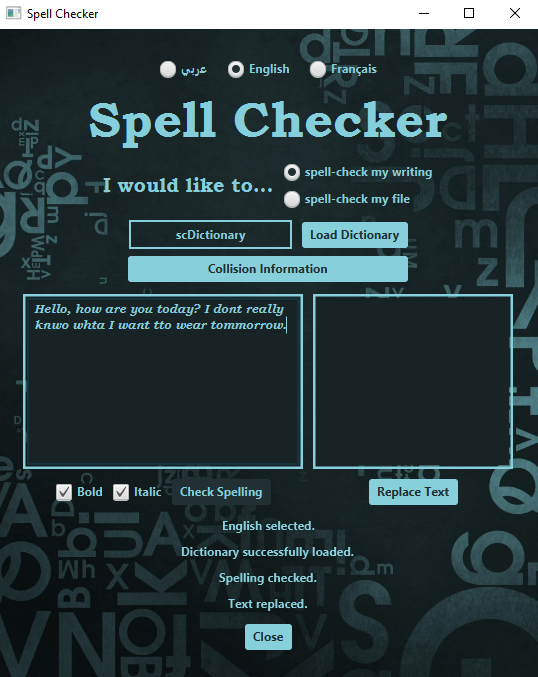 Spell Checker
عربي English Français
Spell Checker
I would like to...
spell-check my writing
spell-check my file
scDictionary Load Dictionary
Collision Information
Hello, how are you today? I dont really
knwo whta I want tto wear tommorrow.
Bold Italic Check Spelling Replace Text
English selected.
Dictionary successfully loaded.
Spelling checked.
Text replaced.
Close